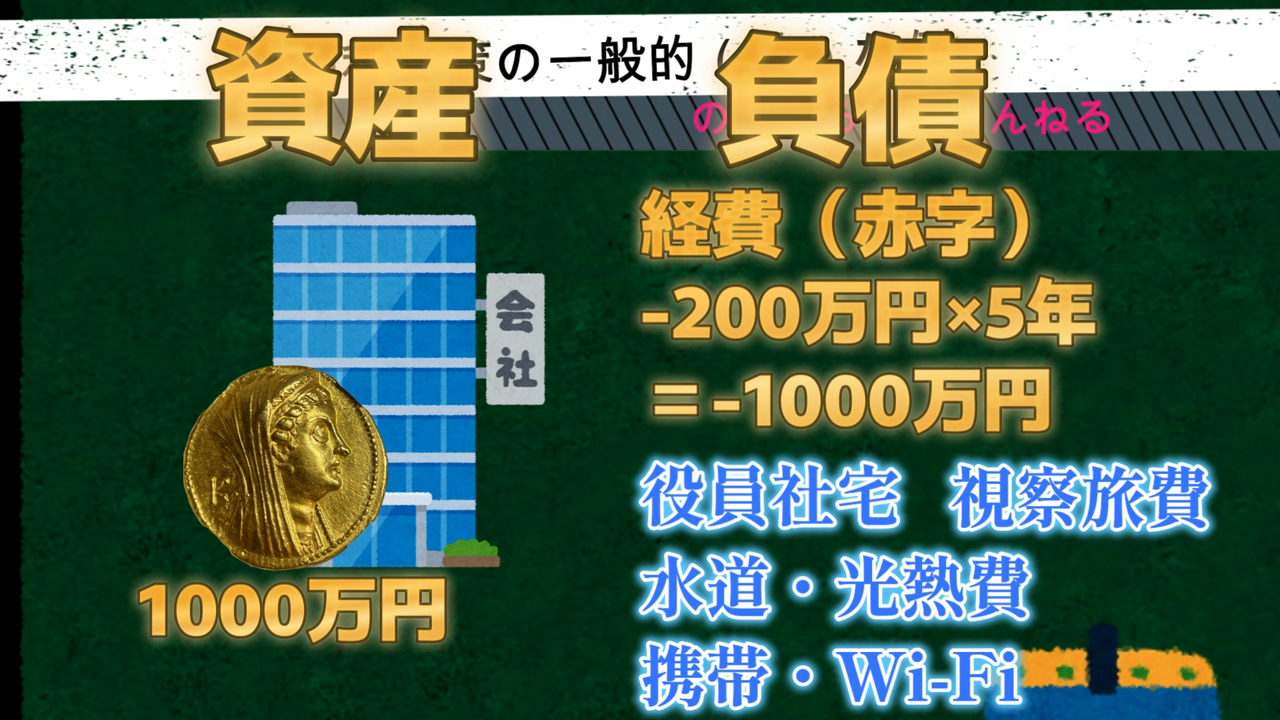 の一般的
資産
負債
んねる
経費（赤字）
-200万円×5年
＝-1000万円
会社
1000万円
役員社宅　視察旅費
水道・光熱費
携帯・Wi-Fi